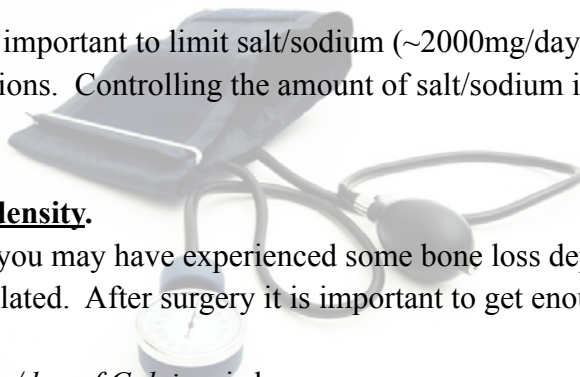 important to limit salt/sodium (~2000mg/day
ions. Controlling the amount of salt/sodium i
density.
you may have experienced some bone loss de
lated. After surgery it is important to get enou